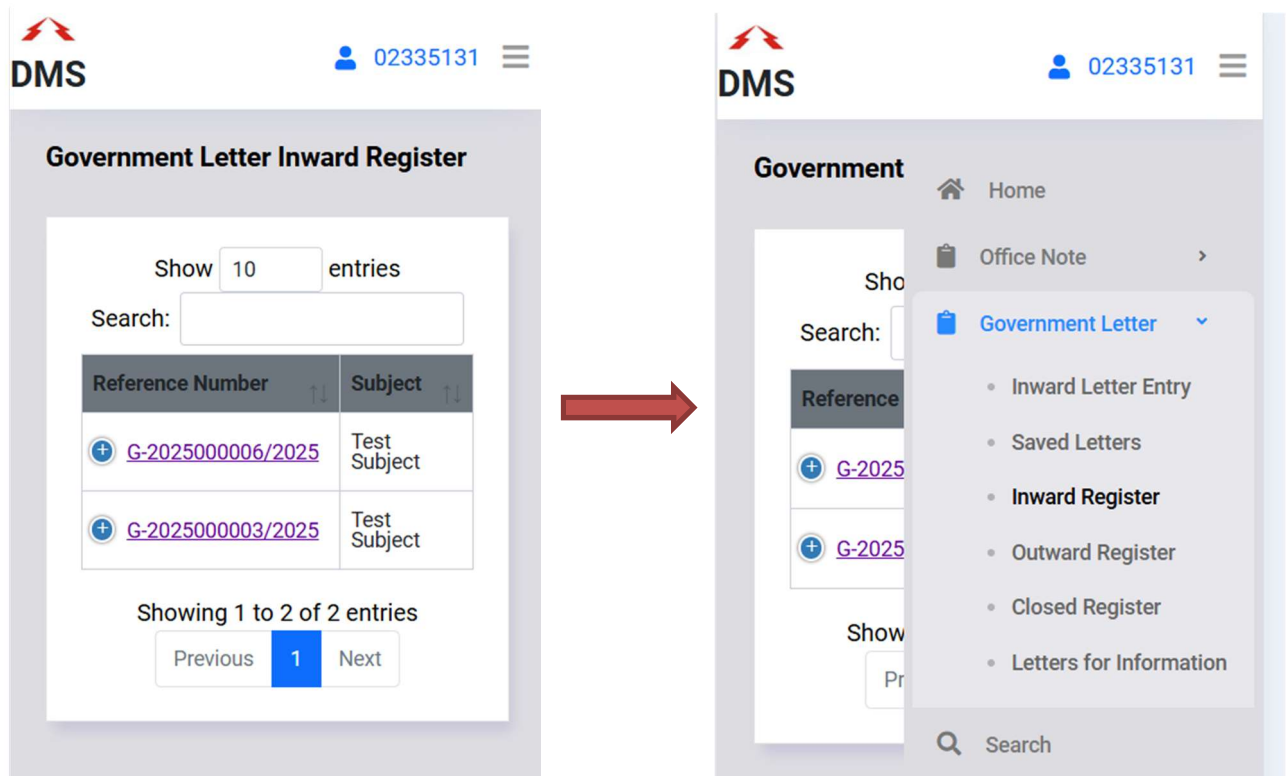 DMS
02335131
Government Letter Inward Register
Show 10 entries
Search:
Reference Number Subject
G-2025000006/2025 Test Subject
G-2025000003/2025 Test Subject
Showing 1 to 2 of 2 entries
Previous 1 Next
DMS
02335131
Government
Sho
Search:
Reference
G-2025
G-2025
Show
Pr
Home
Office Note
Government Letter
Inward Letter Entry
Saved Letters
Inward Register
Outward Register
Closed Register
Letters for Information
Search